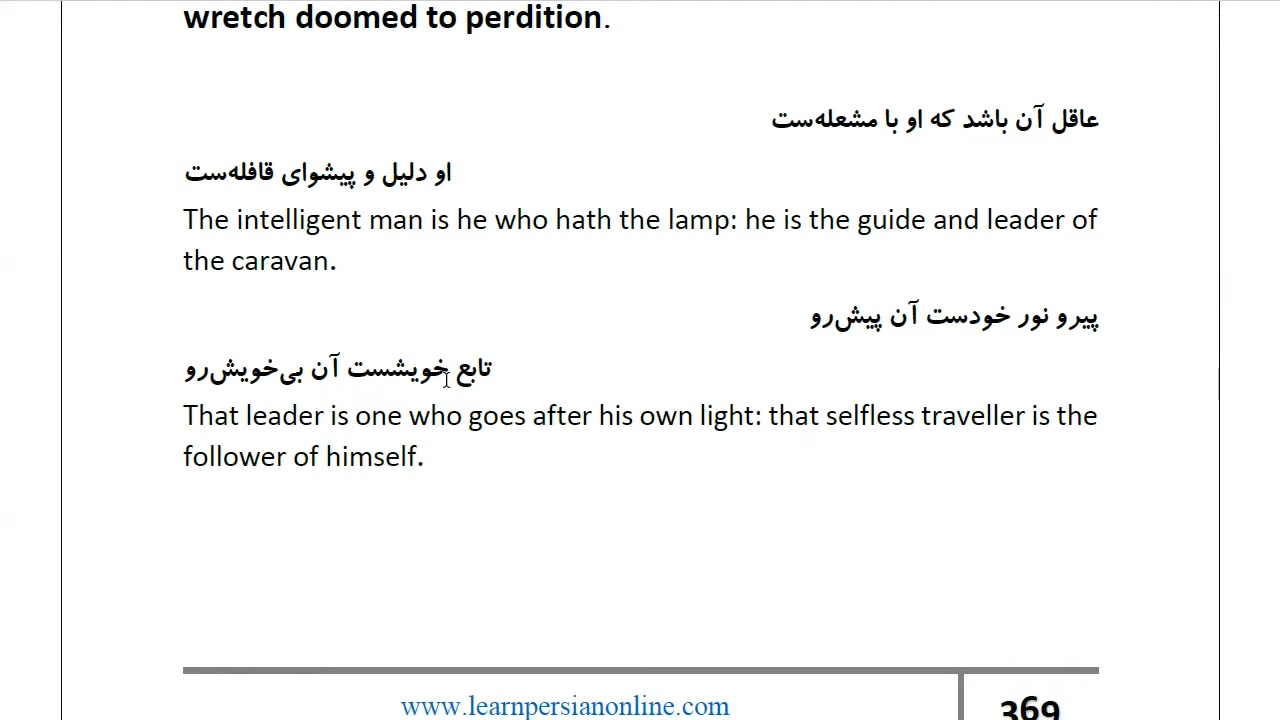 wretch doomed to perdition.
عاقل آن باشد که او با مشعله‌ست
او دلیل و پیشوای قافله‌ست
The intelligent man is he who hath the lamp: he is the guide and leader of
the caravan.
پیرو نور خودست آن پیش‌رو
تابع خویشست آن بی‌خویش‌رو
That leader is one who goes after his own light: that selfless traveller is the
follower of himself.
www.learnpersianonline.com
369